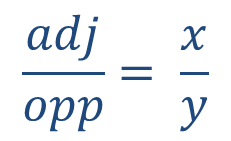 adj/opp = x/y